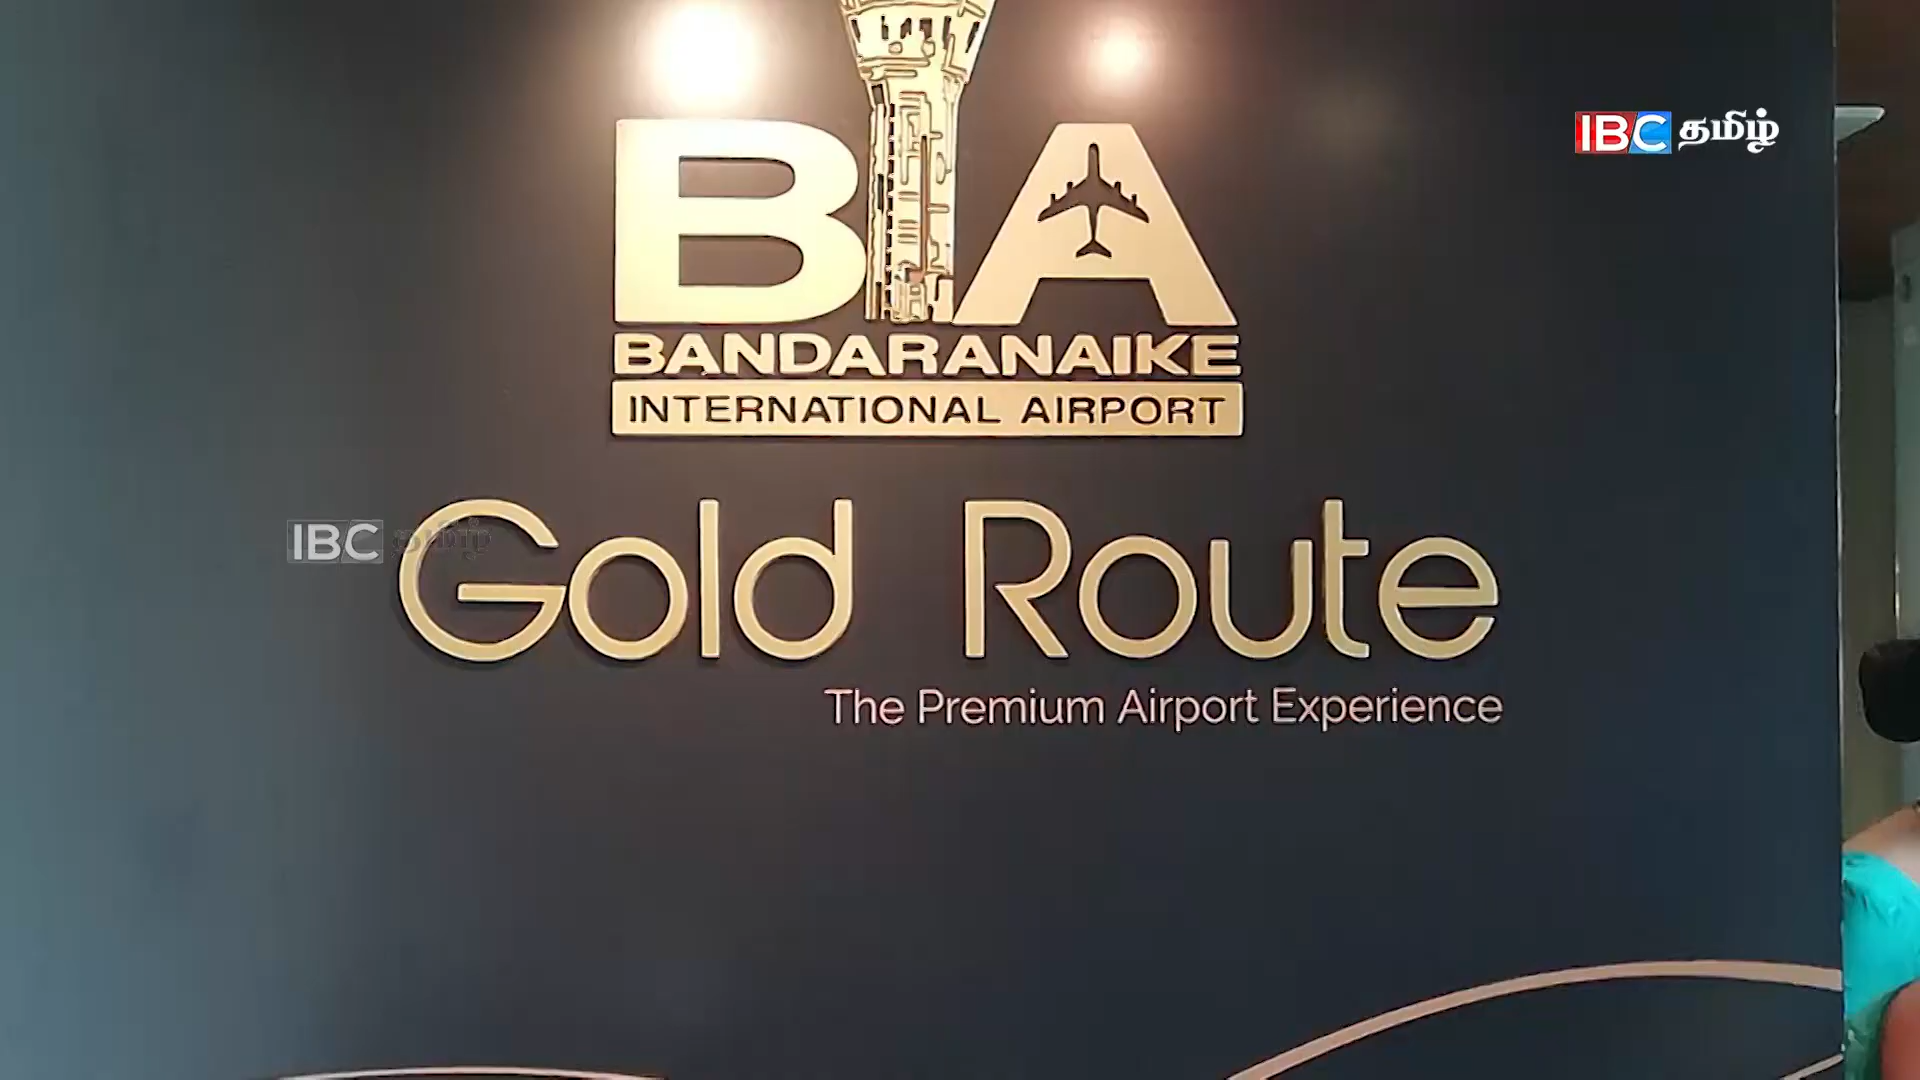 BIA
IBC தமிழ்
BANDARANAIKE
INTERNATIONAL AIRPORT
IBC தமிழ்
Gold Route
The Premium Airport Experience